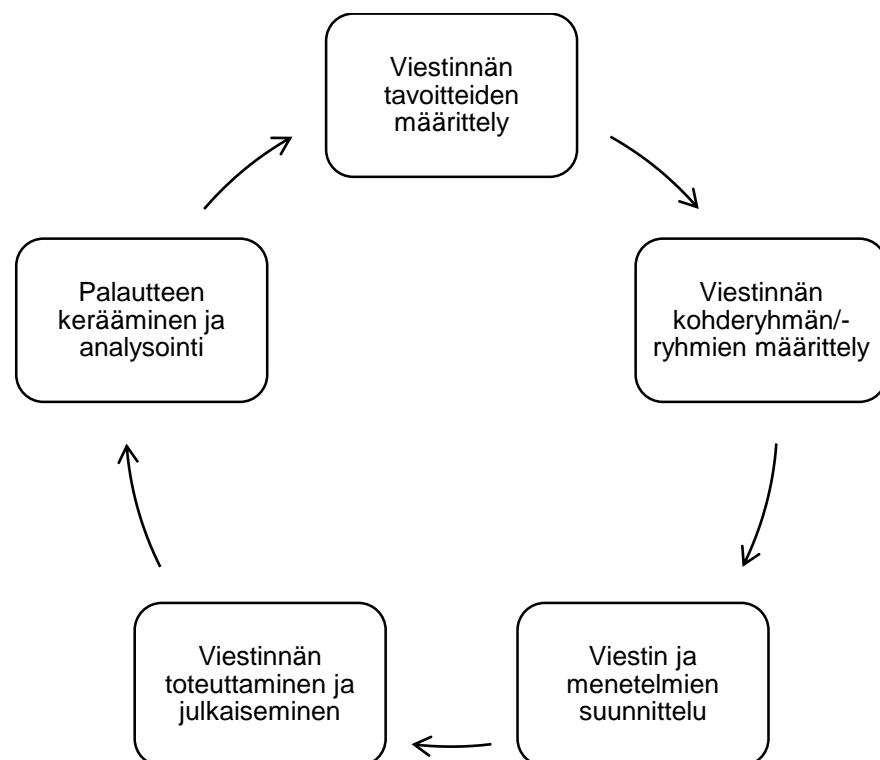 Viestinnän
tavoitteiden
määrittely
Viestinnän
kohderyhmän/-
ryhmien määrittely
Viestin ja
menetelmien
suunnittelu
Viestinnän
toteuttaminen ja
julkaiseminen
Palautteen
kerääminen ja
analysointi